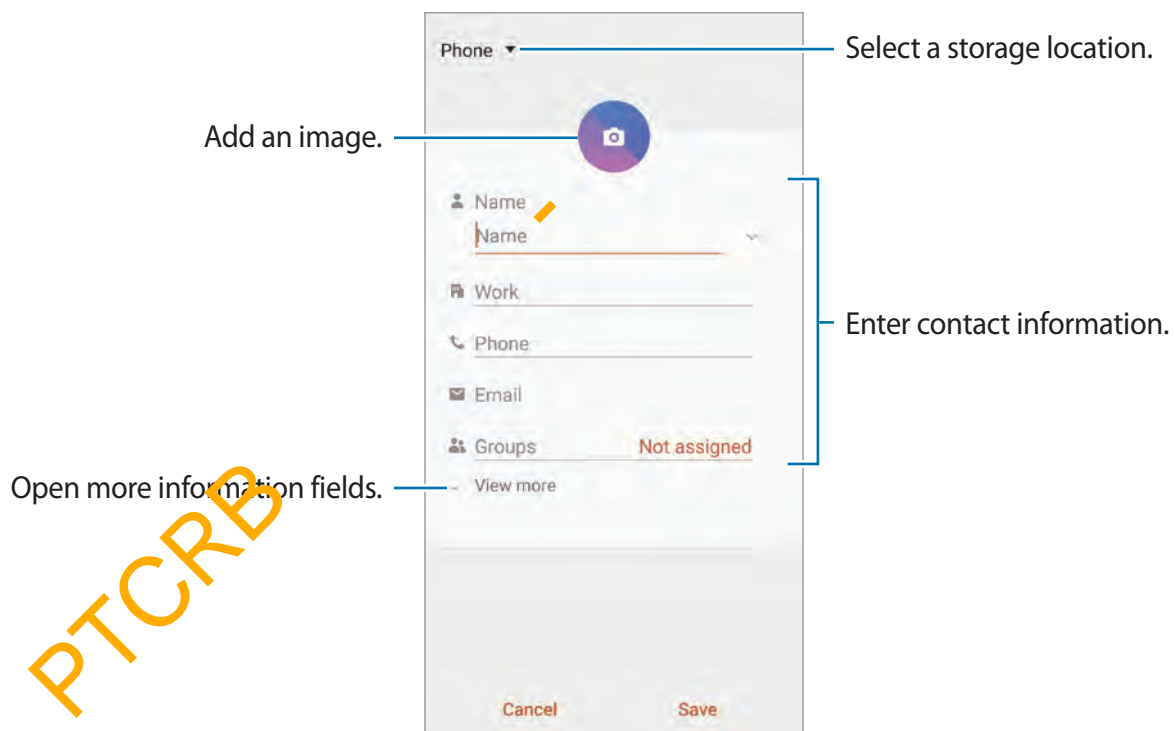 Phone
Select a storage location.
Add an image.
Name
Name
Work
Enter contact information.
Phone
Email
Groups Not assigned
Open more information fields.
View more
PTCRB
Cancel Save